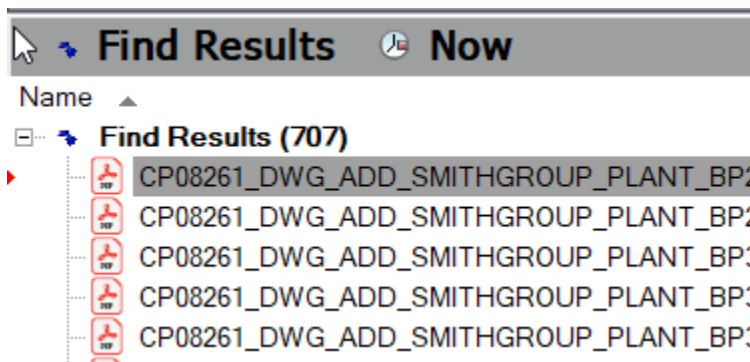 Find Results Now
Name
Find Results (707)
CP08261_DWG_ADD_SMITHGROUP_PLANT_BP2
CP08261_DWG_ADD_SMITHGROUP_PLANT_BP2
CP08261_DWG_ADD_SMITHGROUP_PLANT_BP3
CP08261_DWG_ADD_SMITHGROUP_PLANT_BP3
CP08261_DWG_ADD_SMITHGROUP_PLANT_BP3